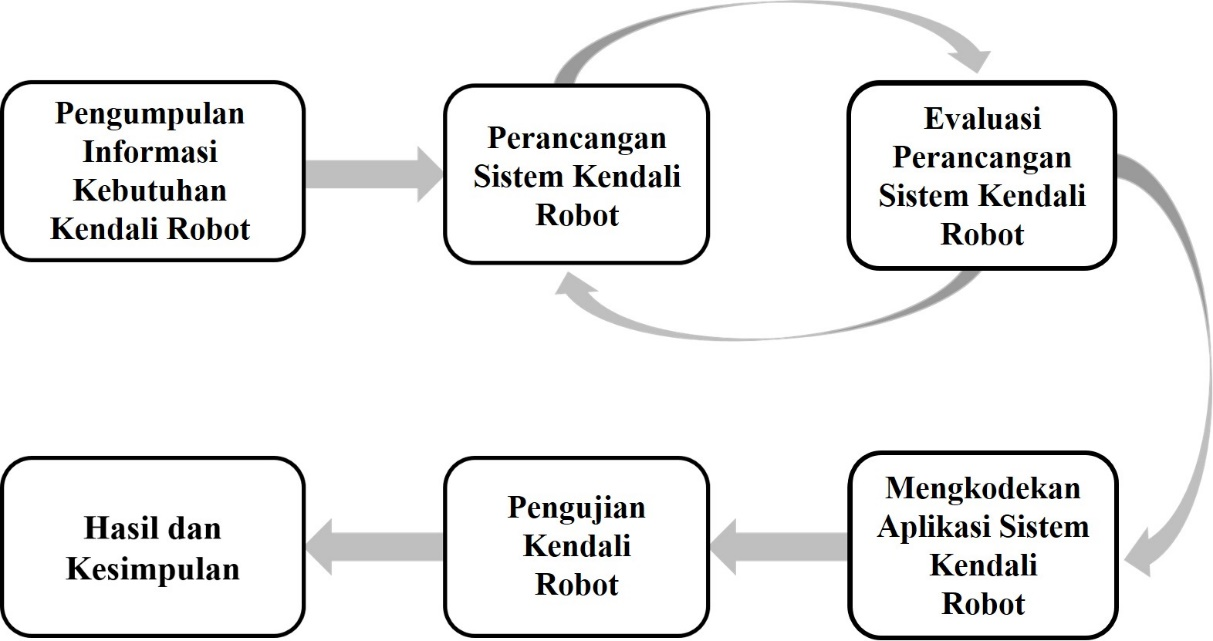 Pengumpulan
Informasi
Kebutuhan
Kendali Robot
Perancangan
Sistem Kendali
Robot
Evaluasi
Perancangan
Sistem Kendali
Robot
Mengkodekan
Aplikasi Sistem
Kendali
Robot
Pengujian
Kendali
Robot
Hasil dan
Kesimpulan